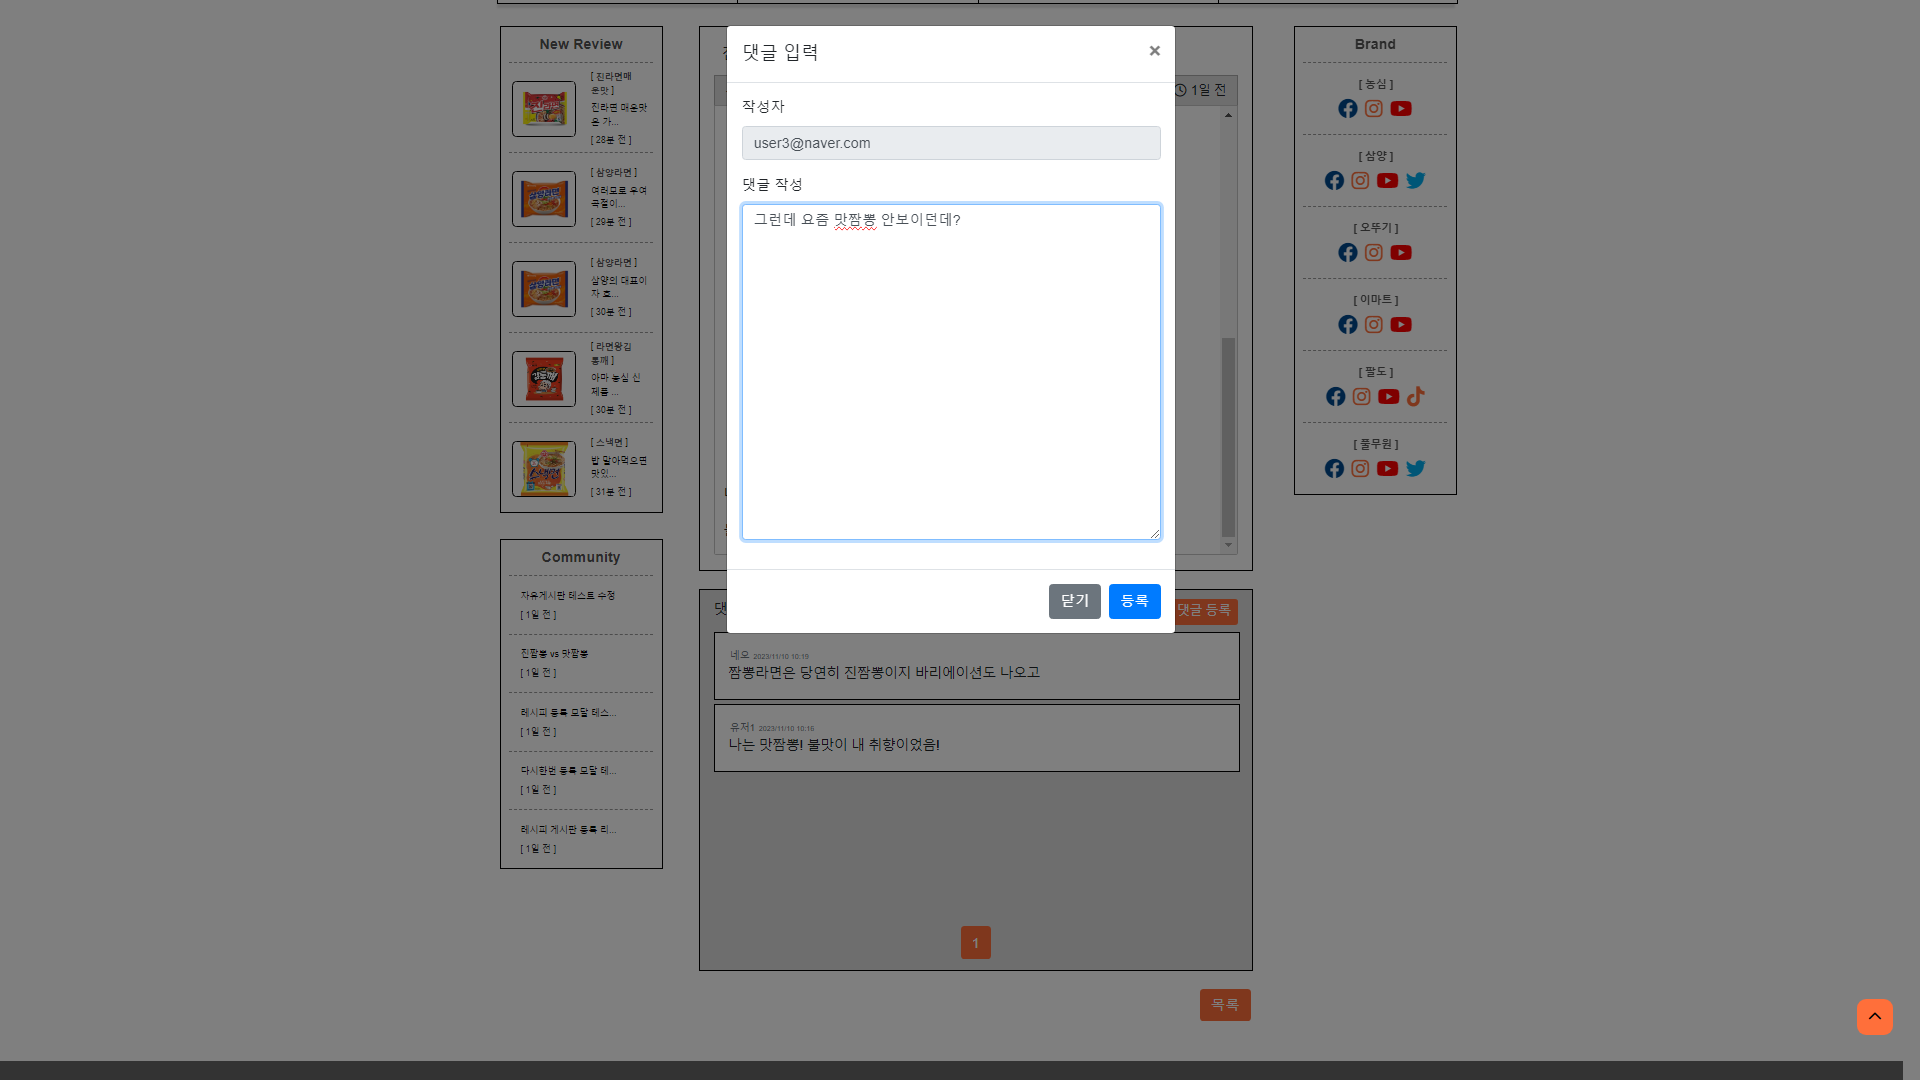 New Review
[ 진라면매
운맛 ]
진라면 매운맛
은 가...
[ 28분 전 ]
[ 삼양라면 ]
여러모로 우여
곡절이...
[ 29분 전 ]
[ 삼양라면 ]
삼양의 대표이
자 효...
[ 30분 전 ]
[ 라면왕김
통깨 ]
아마 농심 신
제품 ...
[ 30분 전 ]
[ 스낵면 ]
밥 말아먹으면
맛있...
[ 31분 전 ]
Community
자유게시판 테스트 수정
[ 1일 전 ]
진짬뽕 vs 맛짬뽕
[ 1일 전 ]
레시피 등록 모달 테스...
[ 1일 전 ]
다시한번 등록 모달 테...
[ 1일 전 ]
레시피 게시판 등록 리...
[ 1일 전 ]
댓글 입력
×
작성자
user3@naver.com
댓글 작성
그런데 요즘 맛짬뽕 안보이던데?
닫기 등록
1일 전
댓글 등록
네오 2023/11/10 10:19
짬뽕라면은 당연히 진짬뽕이지 바리에이션도 나오고
유저1 2023/11/10 10:16
나는 맛짬뽕! 불맛이 내 취향이었음!
1
목록
Brand
[ 농심 ]
[ 삼양 ]
[ 오뚜기 ]
[ 이마트 ]
[ 팔도 ]
[ 풀무원 ]